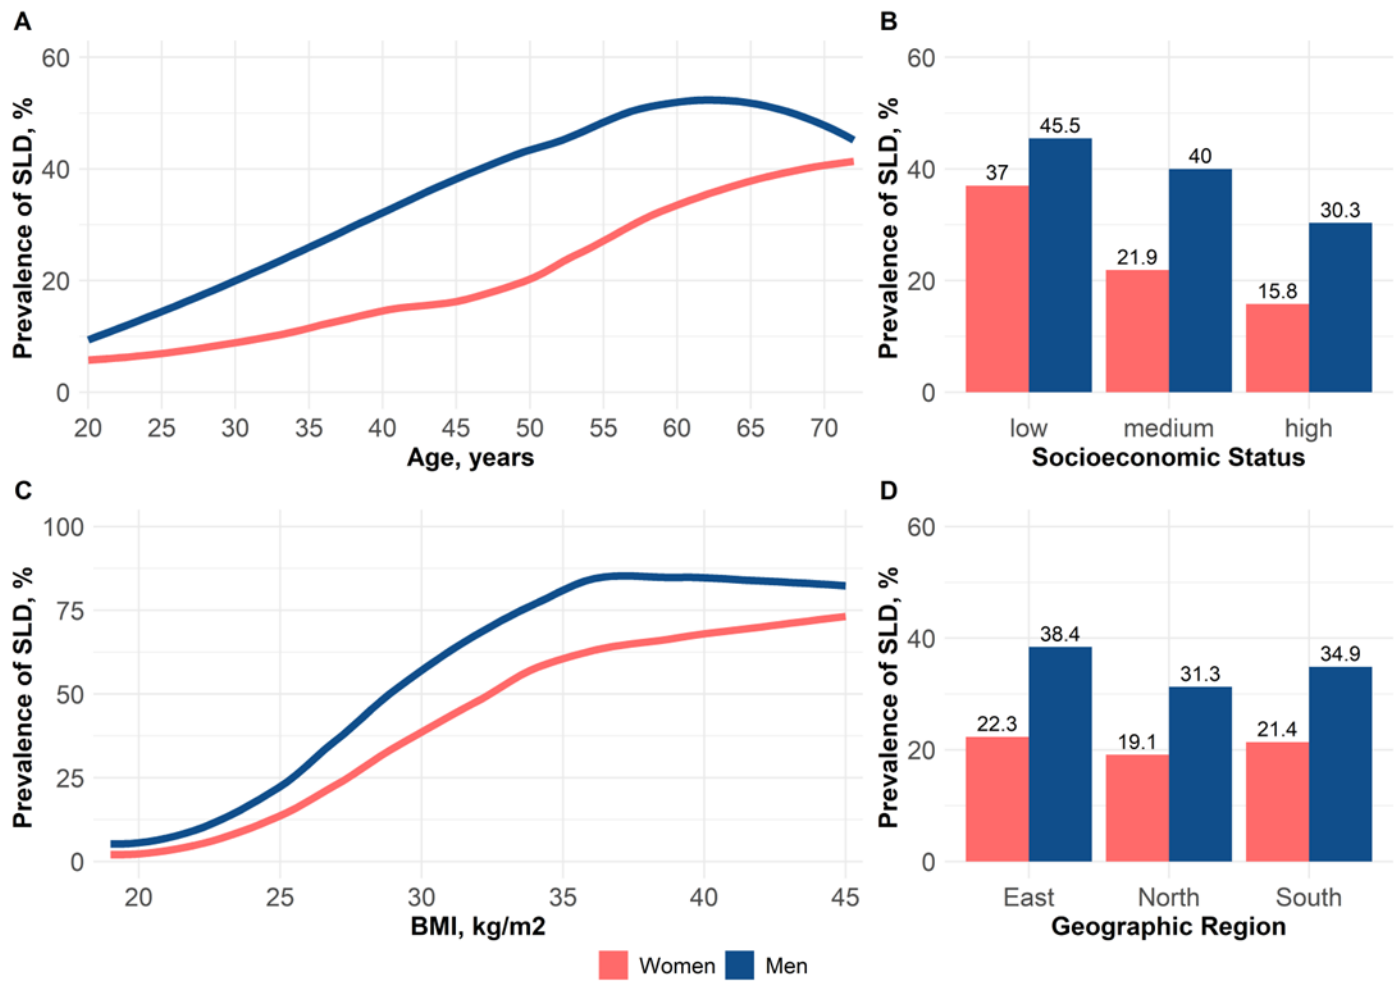 A
Prevalence of SLD, %
60
40
20
0
20 25 30 35 40 45 50 55 60 65 70
Age, years
B
Prevalence of SLD, %
60
40
20
0
37 45.5 21.9 40 15.8 30.3
low medium high
Socioeconomic Status
C
Prevalence of SLD, %
100
75
50
25
0
20 25 30 35 40 45
BMI, kg/m2
D
Prevalence of SLD, %
60
40
20
0
22.3 38.4 19.1 31.3 21.4 34.9
East North South
Geographic Region
Women Men